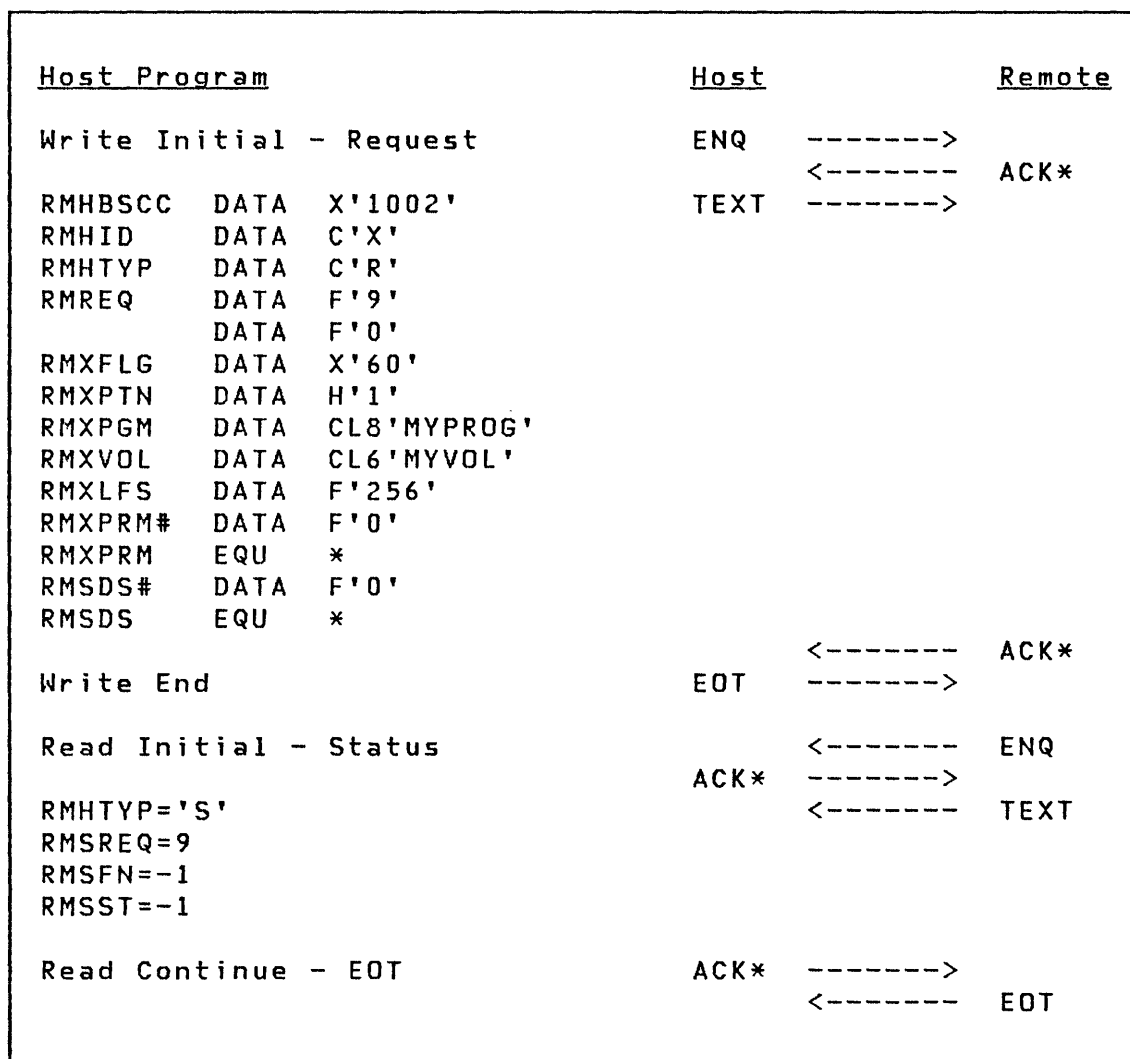 Host Program Host Remote
Write Initial - Request ENQ ------->
<------- ACK*
RMHBSCC DATA X'1002' TEXT ------->
RMHID DATA C'X'
RMHTYP DATA C'R'
RMREQ DATA F'9'
DATA F'0'
RMXFLG DATA X'60'
RMXPTN DATA H'1'
RMXPGM DATA CL8'MYPROG'
RMXVOL DATA CL6'MYVOL'
RMXLFS DATA F'256'
RMXPRM# DATA F'0'
RMXPRM EQU *
RMSDS# DATA F'0'
RMSDS EQU *
<------- ACK*
Write End EOT ------->
Read Initial - Status <------- ENQ
ACK* ------->
RMHTYP='S' <------- TEXT
RMSREQ=9
RMSFN=-1
RMSST=-1
Read Continue - EOT ACK* ------->
<------- EOT